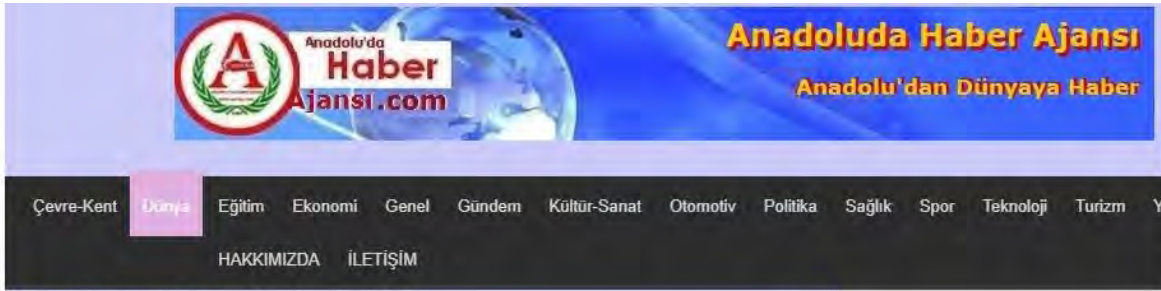 Anadolu'da
Haber
Ajansı.com
Anadoluda Haber Ajansı
Anadolu'dan Dünyaya Haber
Çevre-Kent Dünya Eğitim Ekonomi Genel Gündem Kültür-Sanat Otomotiv Politika Sağlık Spor Teknoloji Turizm Y
HAKKIMIZDA İLETİŞİM